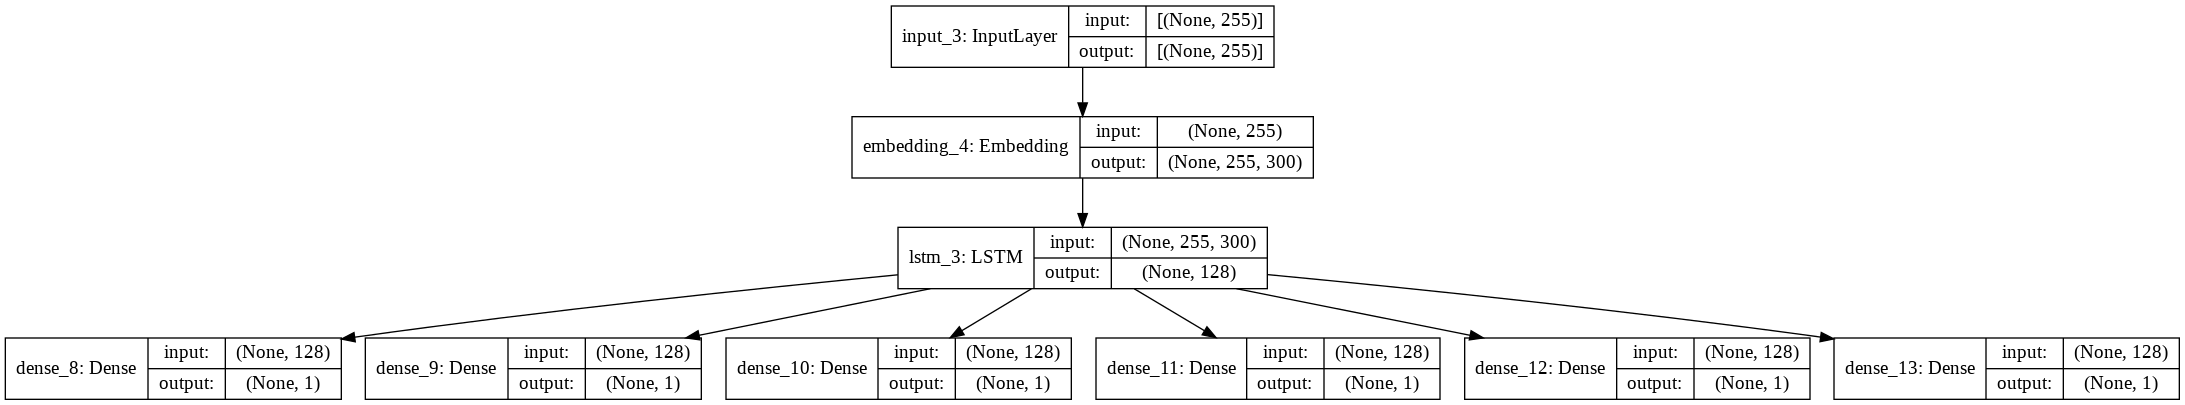 input_3: InputLayer
input:
[(None, 255)]
output:
[(None, 255)]
embedding_4: Embedding
input:
(None, 255)
output:
(None, 255, 300)
lstm_3: LSTM
input:
(None, 255, 300)
output:
(None, 128)
dense_8: Dense
input:
(None, 128)
output:
(None, 1)
dense_9: Dense
input:
(None, 128)
output:
(None, 1)
dense_10: Dense
input:
(None, 128)
output:
(None, 1)
dense_11: Dense
input:
(None, 128)
output:
(None, 1)
dense_12: Dense
input:
(None, 128)
output:
(None, 1)
dense_13: Dense
input:
(None, 128)
output:
(None, 1)